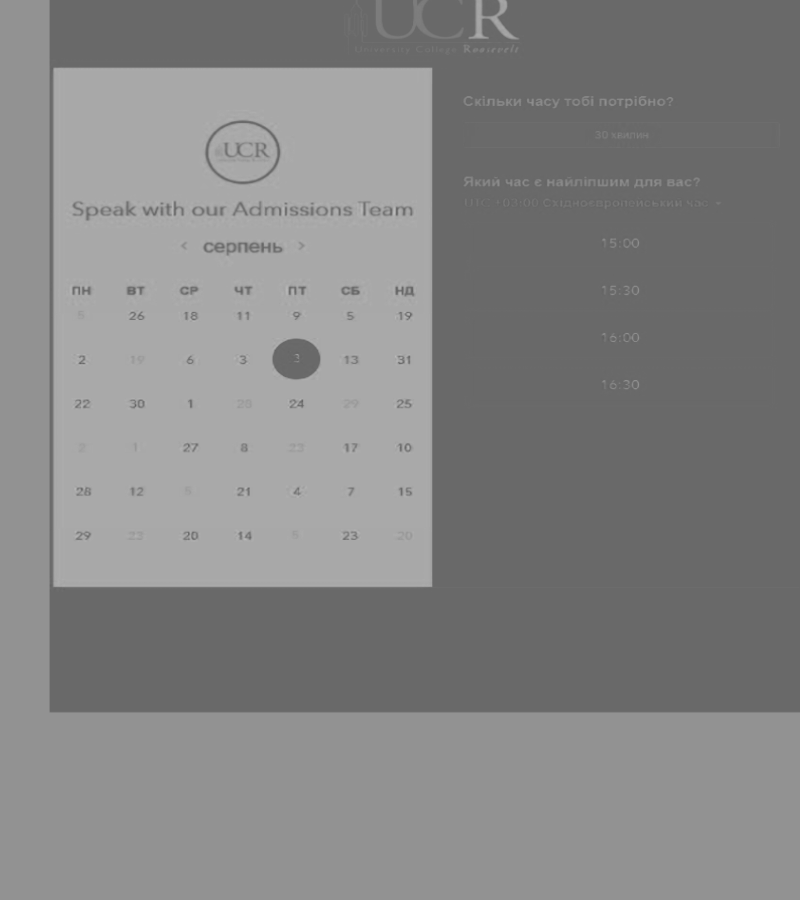 UCR
University College Roosevelt
UCR
Speak with our Admissions Team
‹ серпень ›
ПН ВТ СР ЧТ ПТ СБ НД
5 26 18 11 9 5 19
2 19 6 3 3 13 31
22 30 1 20 24 29 25
2 1 27 8 23 17 10
28 12 5 21 4 7 15
29 22 20 14 9 23 20
Скільки часу тобі потрібно?
30 хвилин
Який час є найліпшим для вас?
+03:00 Східноєвропейський час
15:00
15:30
16:00
16:30